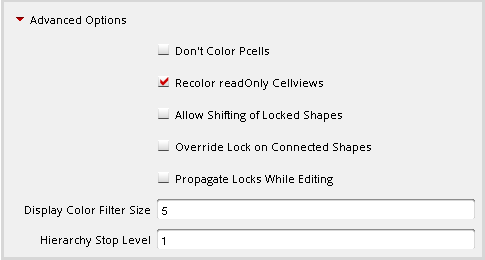 Advanced Options
Don't Color Pcells
Recolor readOnly Cellviews
Allow Shifting of Locked Shapes
Override Lock on Connected Shapes
Propagate Locks While Editing
Display Color Filter Size 5
Hierarchy Stop Level 1